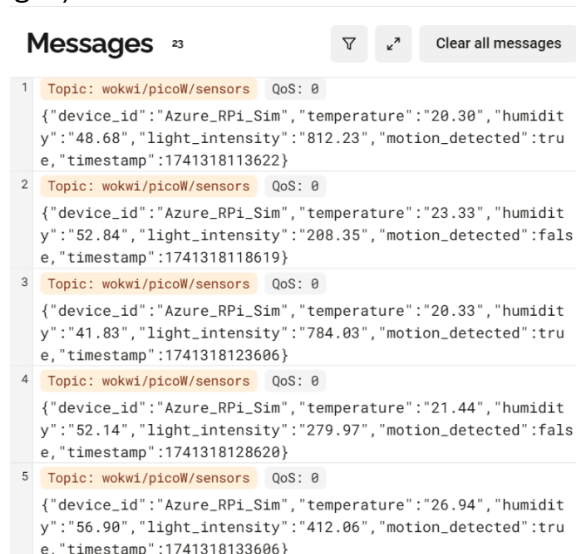 Messages 23 Clear all messages
1 Topic: wokwi/picoW/sensors QoS: 0
{"device_id":"Azure_RPi_Sim","temperature":"20.30","humidit
y":"48.68","light_intensity":"812.23","motion_detected":tru
e,"timestamp":1741318113622}
2 Topic: wokwi/picoW/sensors QoS: 0
{"device_id":"Azure_RPi_Sim","temperature":"23.33","humidit
y":"52.84","light_intensity":"208.35","motion_detected":fals
e,"timestamp":1741318118619}
3 Topic: wokwi/picoW/sensors QoS: 0
{"device_id":"Azure_RPi_Sim","temperature":"20.33","humidit
y":"41.83","light_intensity":"784.03","motion_detected":tru
e,"timestamp":1741318123606}
4 Topic: wokwi/picoW/sensors QoS: 0
{"device_id":"Azure_RPi_Sim","temperature":"21.44","humidit
y":"52.14","light_intensity":"279.97","motion_detected":fals
e,"timestamp":1741318128620}
5 Topic: wokwi/picoW/sensors QoS: 0
{"device_id":"Azure_RPi_Sim","temperature":"26.94","humidit
y":"56.90","light_intensity":"412.06","motion_detected":tru
e,"timestamp":1741318133606}